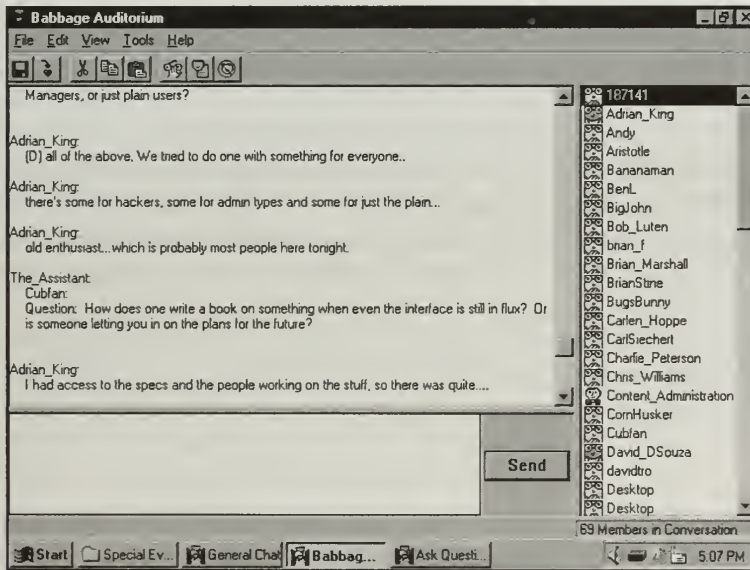 Babbage Auditorium
File Edit View Tools Help
Managers, or just plain users?
Adrian_King:
(D) all of the above. We tried to do one with something for everyone..
Adrian_King:
there's some for hackers, some for admin types and some for just the plain...
Adrian_King:
old enthusiast...which is probably most people here tonight.
The_Assistant:
Cubfan:
Question: How does one write a book on something when even the interface is still in flux? Or
is someone letting you in on the plans for the future?
Adrian_King:
I had access to the specs and the people working on the stuff, so there was quite....
Send
187141
Adrian_King
Andy
Aristotle
Bananaman
BenL
BigJohn
Bob_Luten
brian_f
Brian_Marshall
BrianStine
BugsBunny
Carlen_Hoppe
CarlSiechert
Charlie_Peterson
Chris_Williams
Content_Administration
CornHusker
Cubfan
David_DSouza
davidtro
Desktop
Desktop
69 Members in Conversation
Start Special Ev... General Chat Babbag... Ask Questi... 5:07 PM